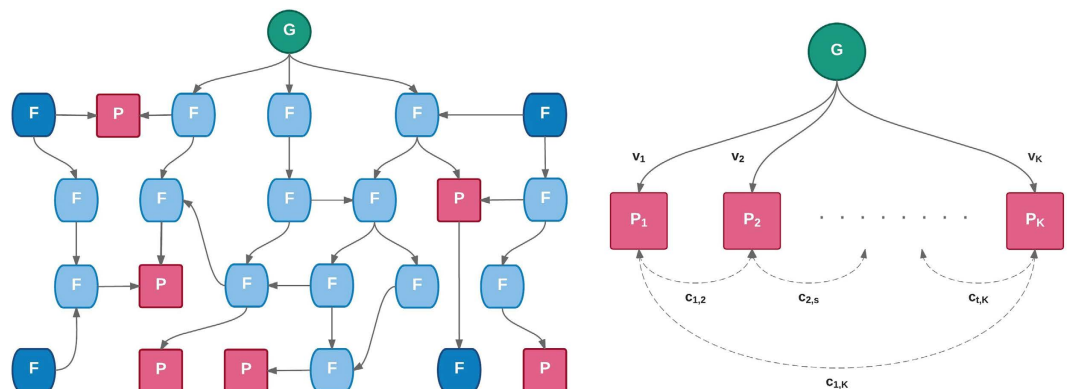 G
F P F F F F
F F F F P F
F P F F F F
F P P F F P
G
v1 v2 vK
P1 P2 . . . . . . . . PK
c1,2 c2,s ct,K
c1,K